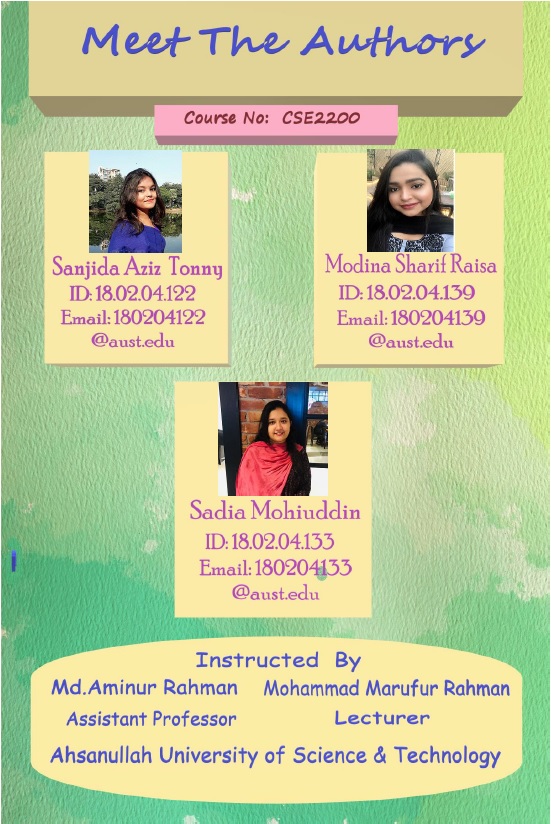 Meet The Authors
Course No: CSE2200
Sanjida Aziz Tonny
ID: 18.02.04.122
Email: 180204122
@aust.edu
Modina Sharif Raisa
ID: 18.02.04.139
Email: 180204139
@aust.edu
Sadia Mohiuddin
ID: 18.02.04.133
Email: 180204133
@aust.edu
Instructed By
Md.Aminur Rahman
Assistant Professor
Mohammad Marufur Rahman
Lecturer
Ahsanullah University of Science & Technology